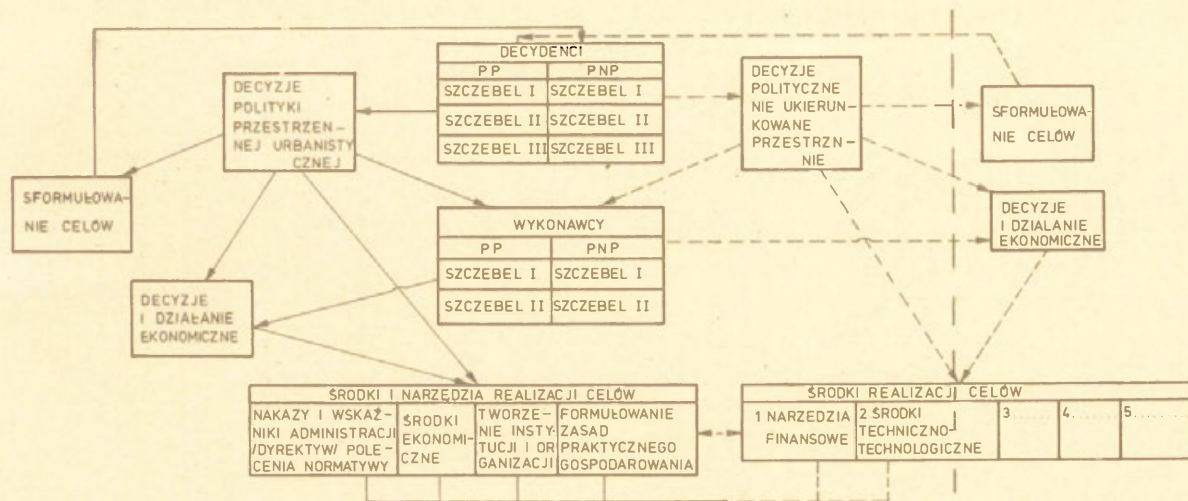 DECYDENCI
PP PNP
SZCZEBEL I SZCZEBEL I
SZCZEBEL II SZCZEBEL II
SZCZEBEL III SZCZEBEL III
DECYZJE
POLITYKI
PRZESTRZEN-
NEJ URBANISTY
CZNEJ
DECYZJE
POLITYCZNE
NIE UKIERUN-
KOWANE
PRZESTRZN-
NIE
SFORMUŁOWA-
NIE CELÓW
SFORMUŁOWA-
NIE CELÓW
WYKONAWCY
PP PNP
SZCZEBEL I SZCZEBEL I
SZCZEBEL II SZCZEBEL II
DECYZJE
I DZIALANIE
EKONOMICZNE
DECYZJE
I DZIAŁANIE
EKONOMICZNE
ŚRODKI I NARZĘDZIA REALIZACJI CELÓW
NAKAZY I WSKAŹ-
NIKI ADMINISTRACJI
/DYREKTYW/ POLE-
CENIA NORMATYWY
ŚRODKI
EKONOMI-
CZNE
TWORZE-
NIE INSTY-
TUCJI I OR
GANIZACJI
FORMUŁOWANIE
ZASAD
PRAKTYCZNEGO
GOSPODAROWANIA
ŚRODKI REALIZACJI CELÓW
1 NARZEDZIA
FINANSOWE
2 ŚRODKI
TECHNICZNO-
TECHNOLOGICZNE
3.......
4.......
5.......